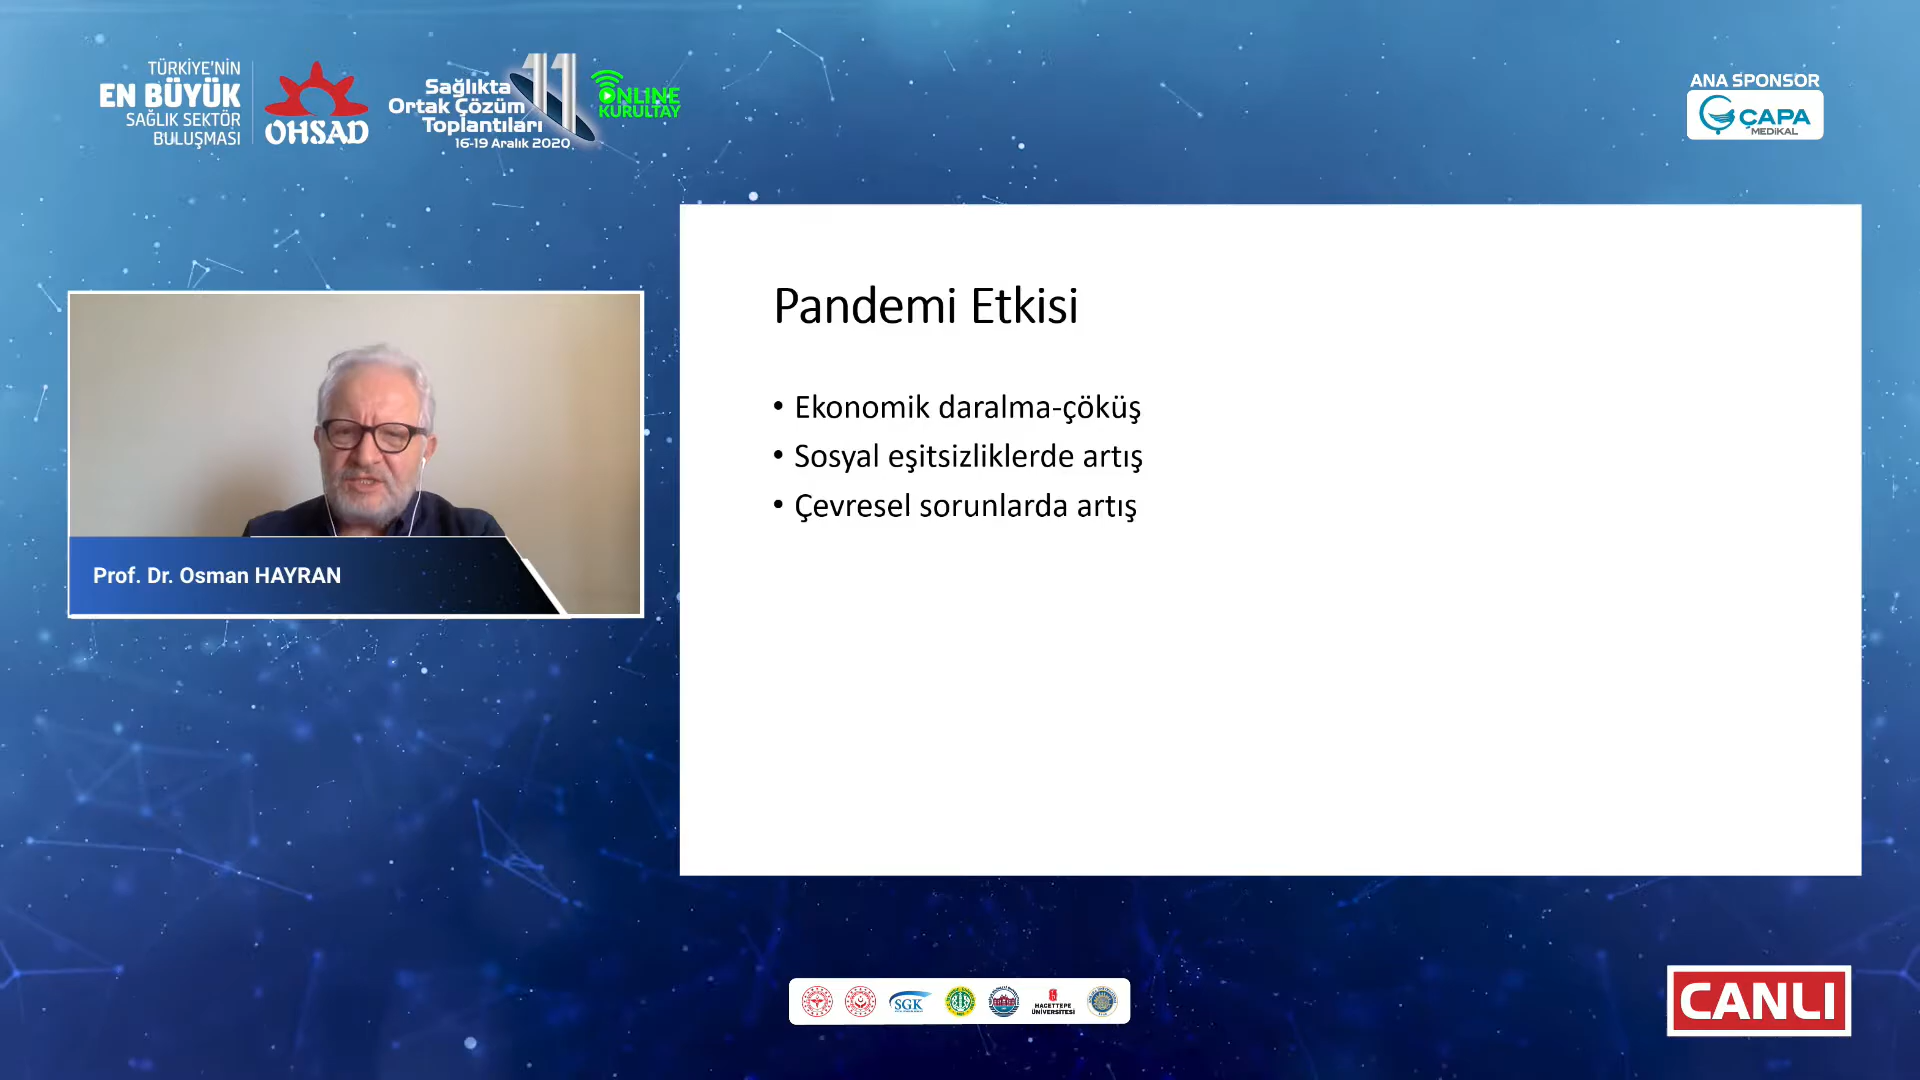 TÜRKİYE'NİN
EN BÜYÜK
SAĞLIK SEKTÖR
BULUŞMASI
OHSAD
Sağlıkta
Ortak Çözüm
Toplantıları
11
16-19 Aralık 2020
ONLINE
KURULTAY
ANA SPONSOR
ÇAPA
MEDİKAL
Pandemi Etkisi
• Ekonomik daralma-çöküş
• Sosyal eşitsizliklerde artış
• Çevresel sorunlarda artış
Prof. Dr. Osman HAYRAN
SGK
HACETTEPE
ÜNİVERSİTESİ
CANLI